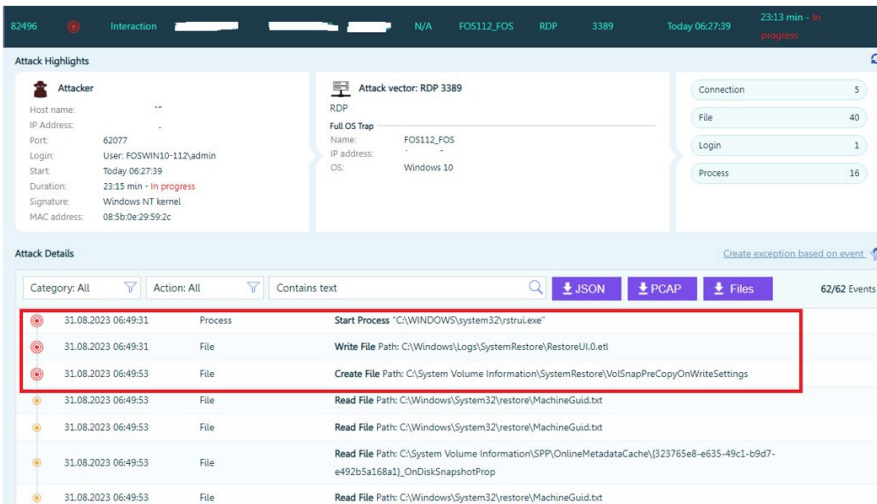 82496 Interaction N/A FOS112_FOS RDP 3389 Today 06:27:39 23:13 min - In progress
Attack Highlights
Attacker
Host name:
IP Address:
Port: 62077
Login: User: FOSWIN10-112\admin
Start: Today 06:27:39
Duration: 23:15 min - In progress
Signature: Windows NT kernel
MAC address: 08:5b:0e:29:59:2c
Attack vector: RDP 3389
RDP
Full OS Trap
Name: FOS112_FOS
IP address:
OS: Windows 10
Connection 5
File 40
Login 1
Process 16
Attack Details
Create exception based on event
Category: All Action: All Contains text JSON PCAP Files 62/62 Events
31.08.2023 06:49:31 Process Start Process "C:\WINDOWS\system32\rstrui.exe"
31.08.2023 06:49:31 File Write File Path: C:\Windows\Logs\SystemRestore\RestoreUI.0.etl
31.08.2023 06:49:53 File Create File Path: C:\System Volume Information\SystemRestore\VolSnapPreCopyOnWriteSettings
31.08.2023 06:49:53 File Read File Path: C:\Windows\System32\restore\MachineGuid.txt
31.08.2023 06:49:53 File Read File Path: C:\Windows\System32\restore\MachineGuid.txt
31.08.2023 06:49:53 File Read File Path: C:\System Volume Information\SPP\OnlineMetadataCache\{323765e8-e635-49c1-b9d7-
e492b5a168a1}_OnDiskSnapshotProp
31.08.2023 06:49:53 File Read File Path: C:\Windows\System32\restore\MachineGuid.txt